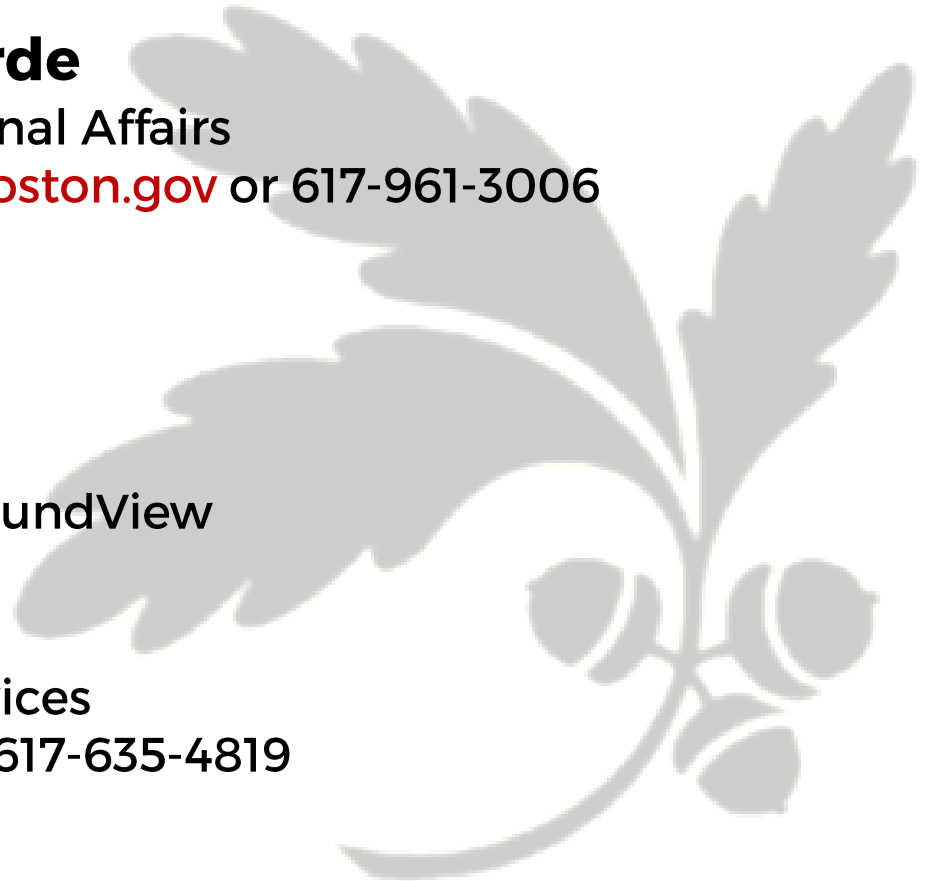 rde
nal Affairs
oston.gov or 617-961-3006
undView
ices
617-635-4819